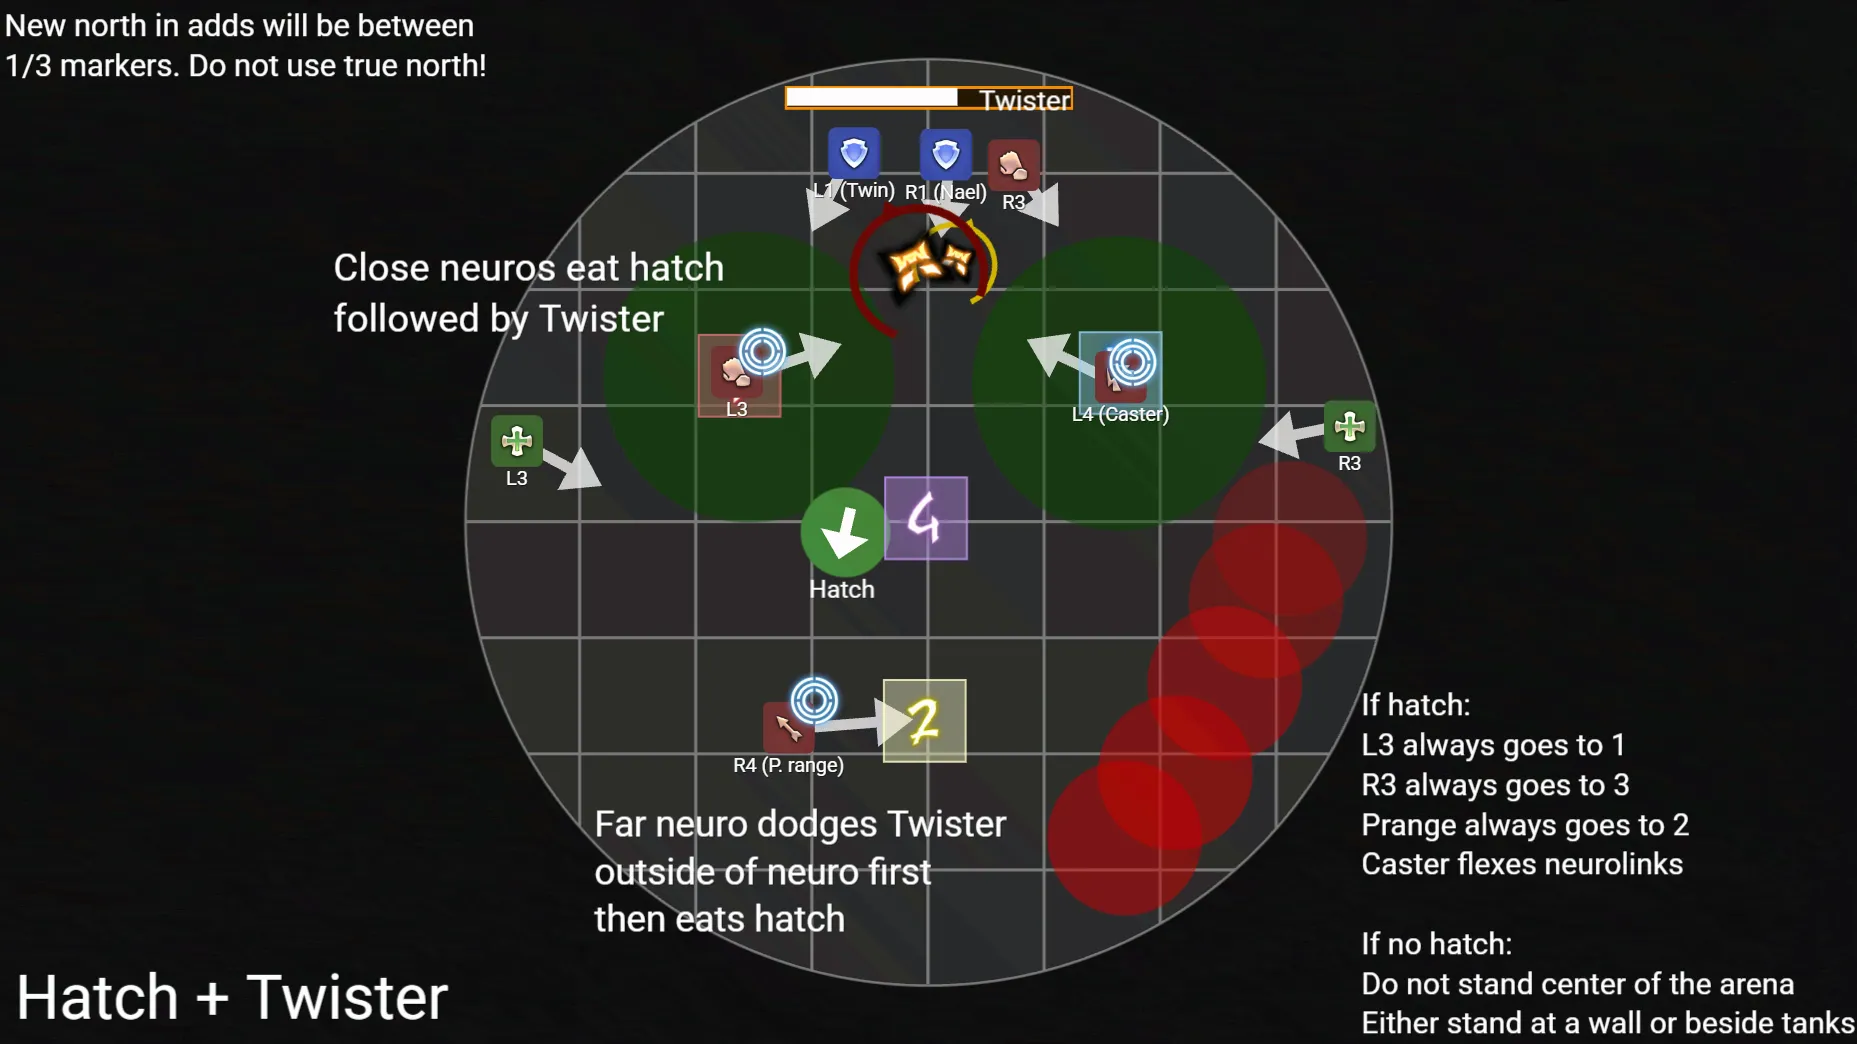 New north in adds will be between
1/3 markers. Do not use true north!
Twister
L1 (Twin)
R1 (Nael)
R3
Close neuros eat hatch
followed by Twister
L3
L4 (Caster)
L3
R3
4
Hatch
2
R4 (P. range)
If hatch:
L3 always goes to 1
R3 always goes to 3
Prange always goes to 2
Caster flexes neurolinks
Far neuro dodges Twister
outside of neuro first
then eats hatch
If no hatch:
Do not stand center of the arena
Either stand at a wall or beside tanks
Hatch + Twister